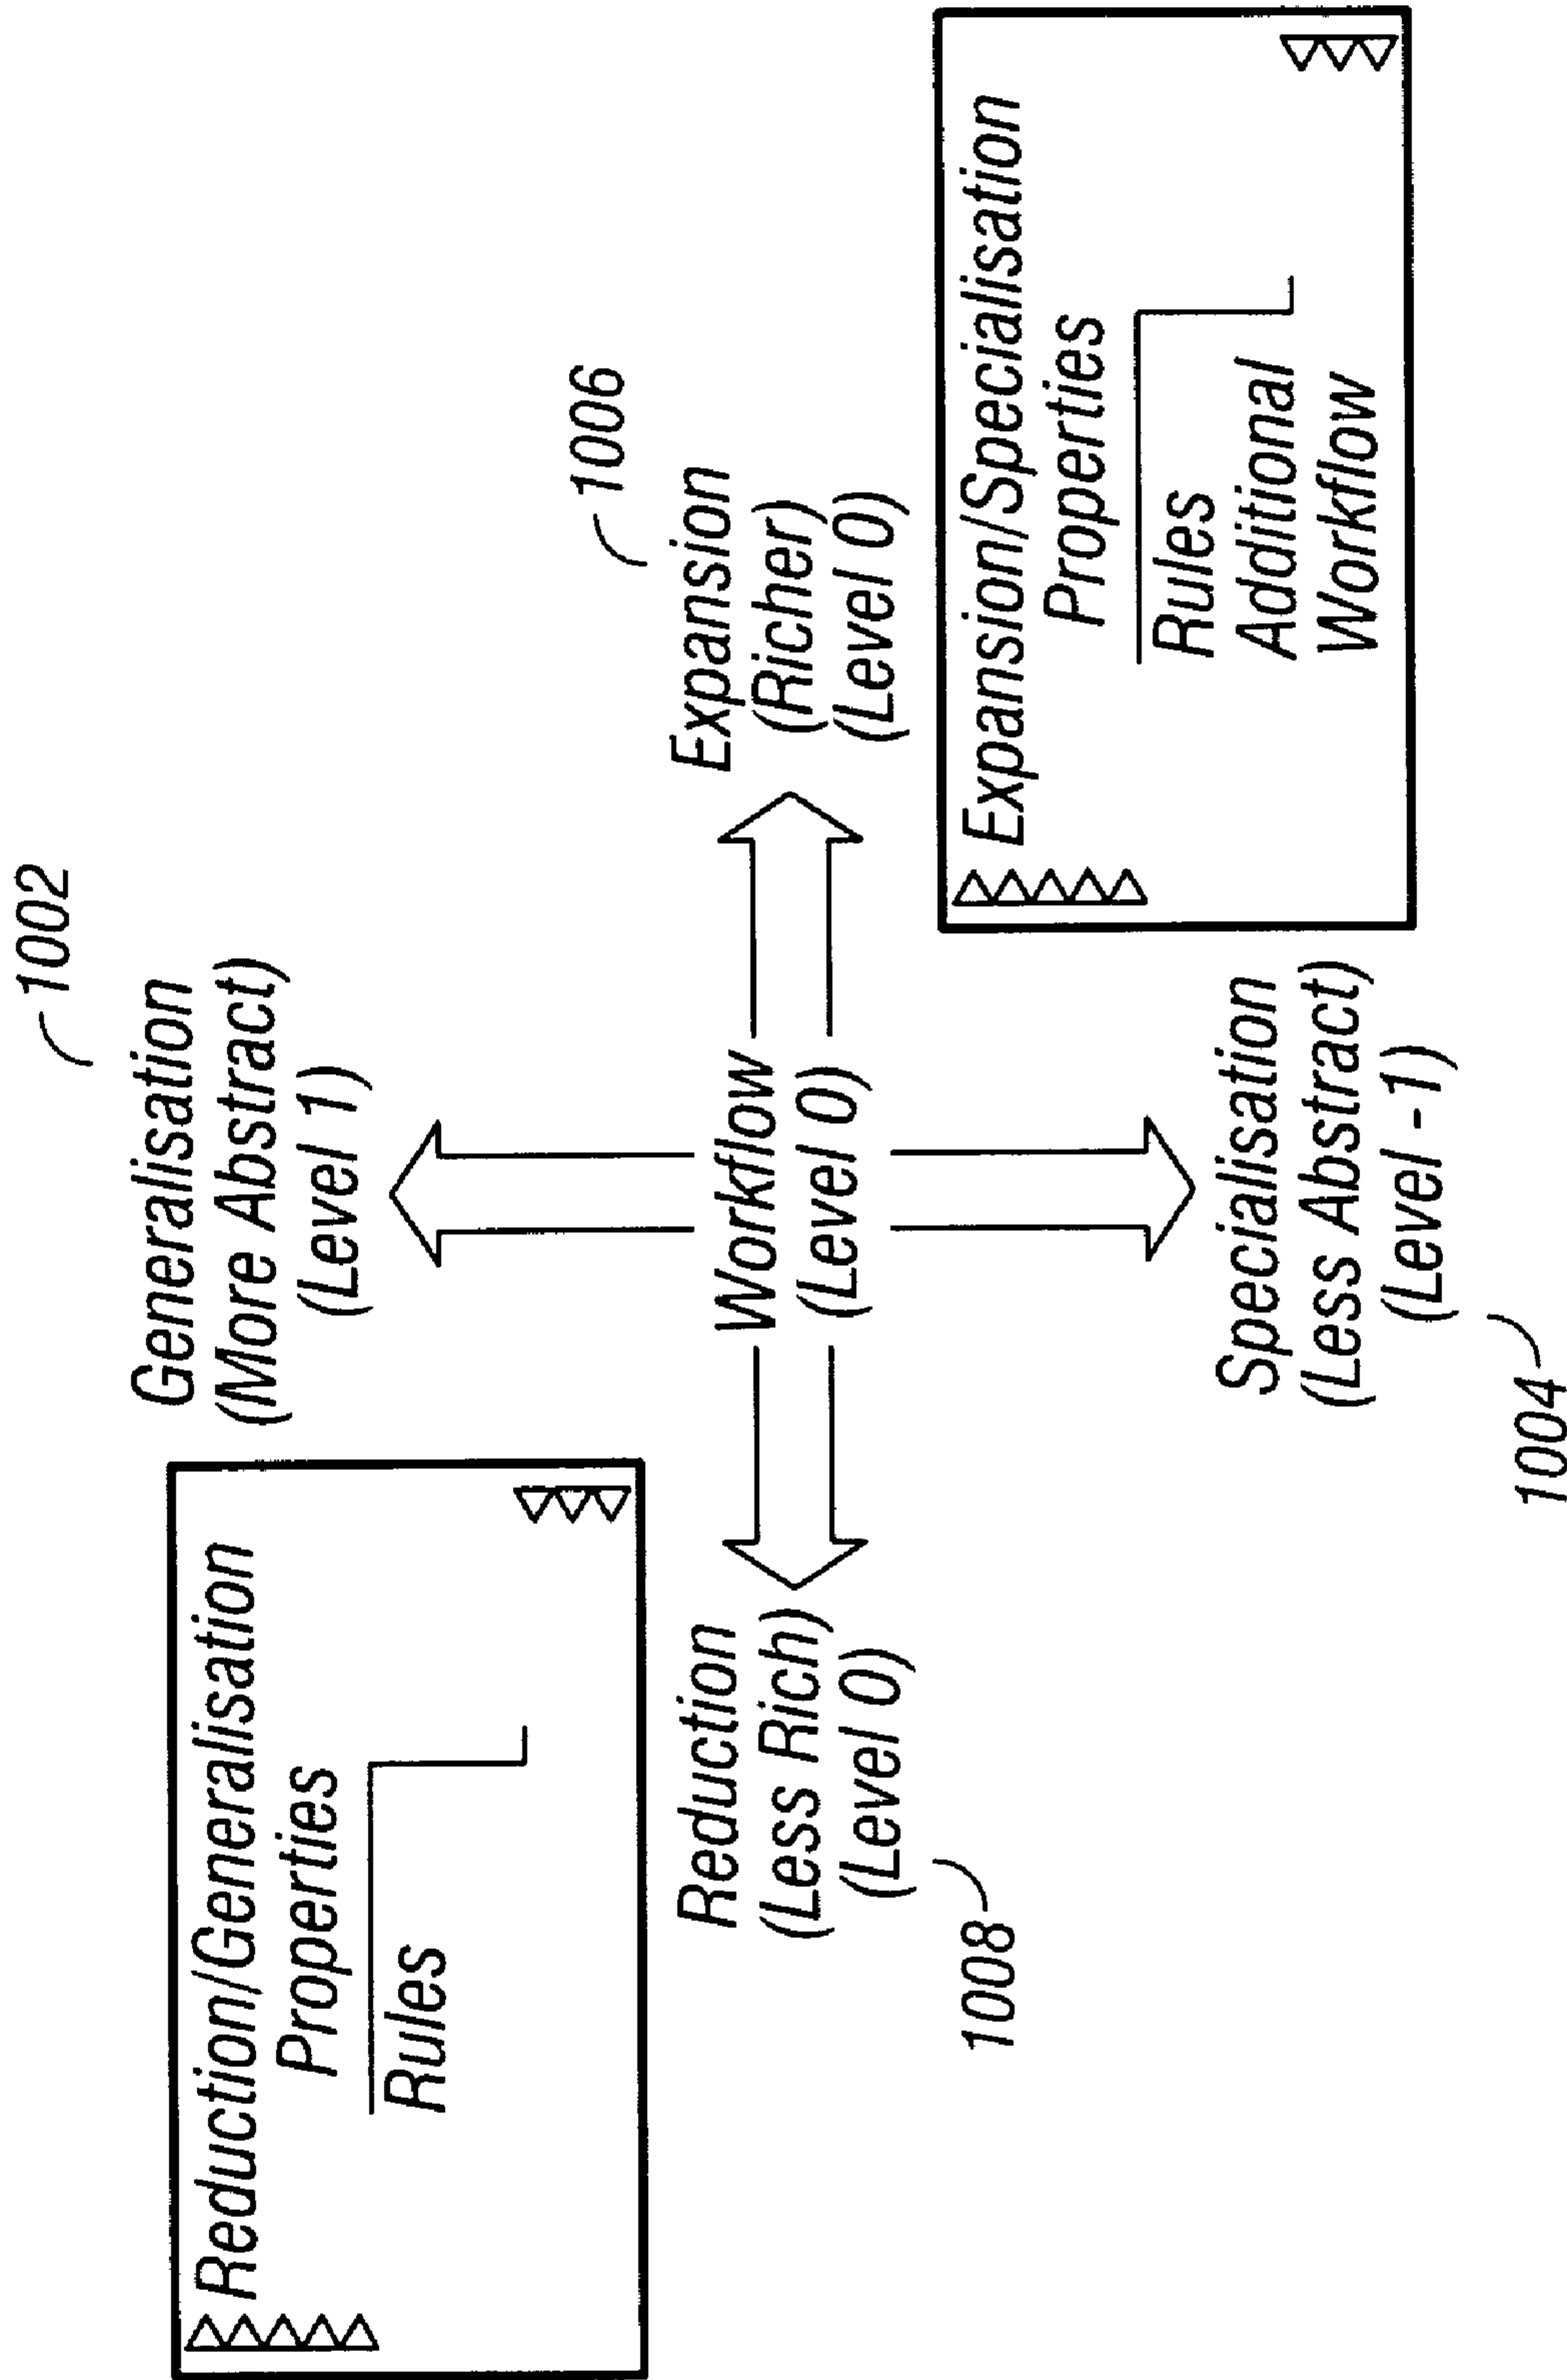 1002
Generalisation
(More Abstract)
(Level 1)
Reduction/Generalisation
Properties
Rules
1006
Reduction
(Less Rich)
(Level 0)
1008
Workflow
(Level 0)
Expansion
(Richer)
(Level 0)
Specialisation
(Less Abstract)
(Level -1)
1004
Expansion/Specialisation
Properties
Rules
Additional
Workflow